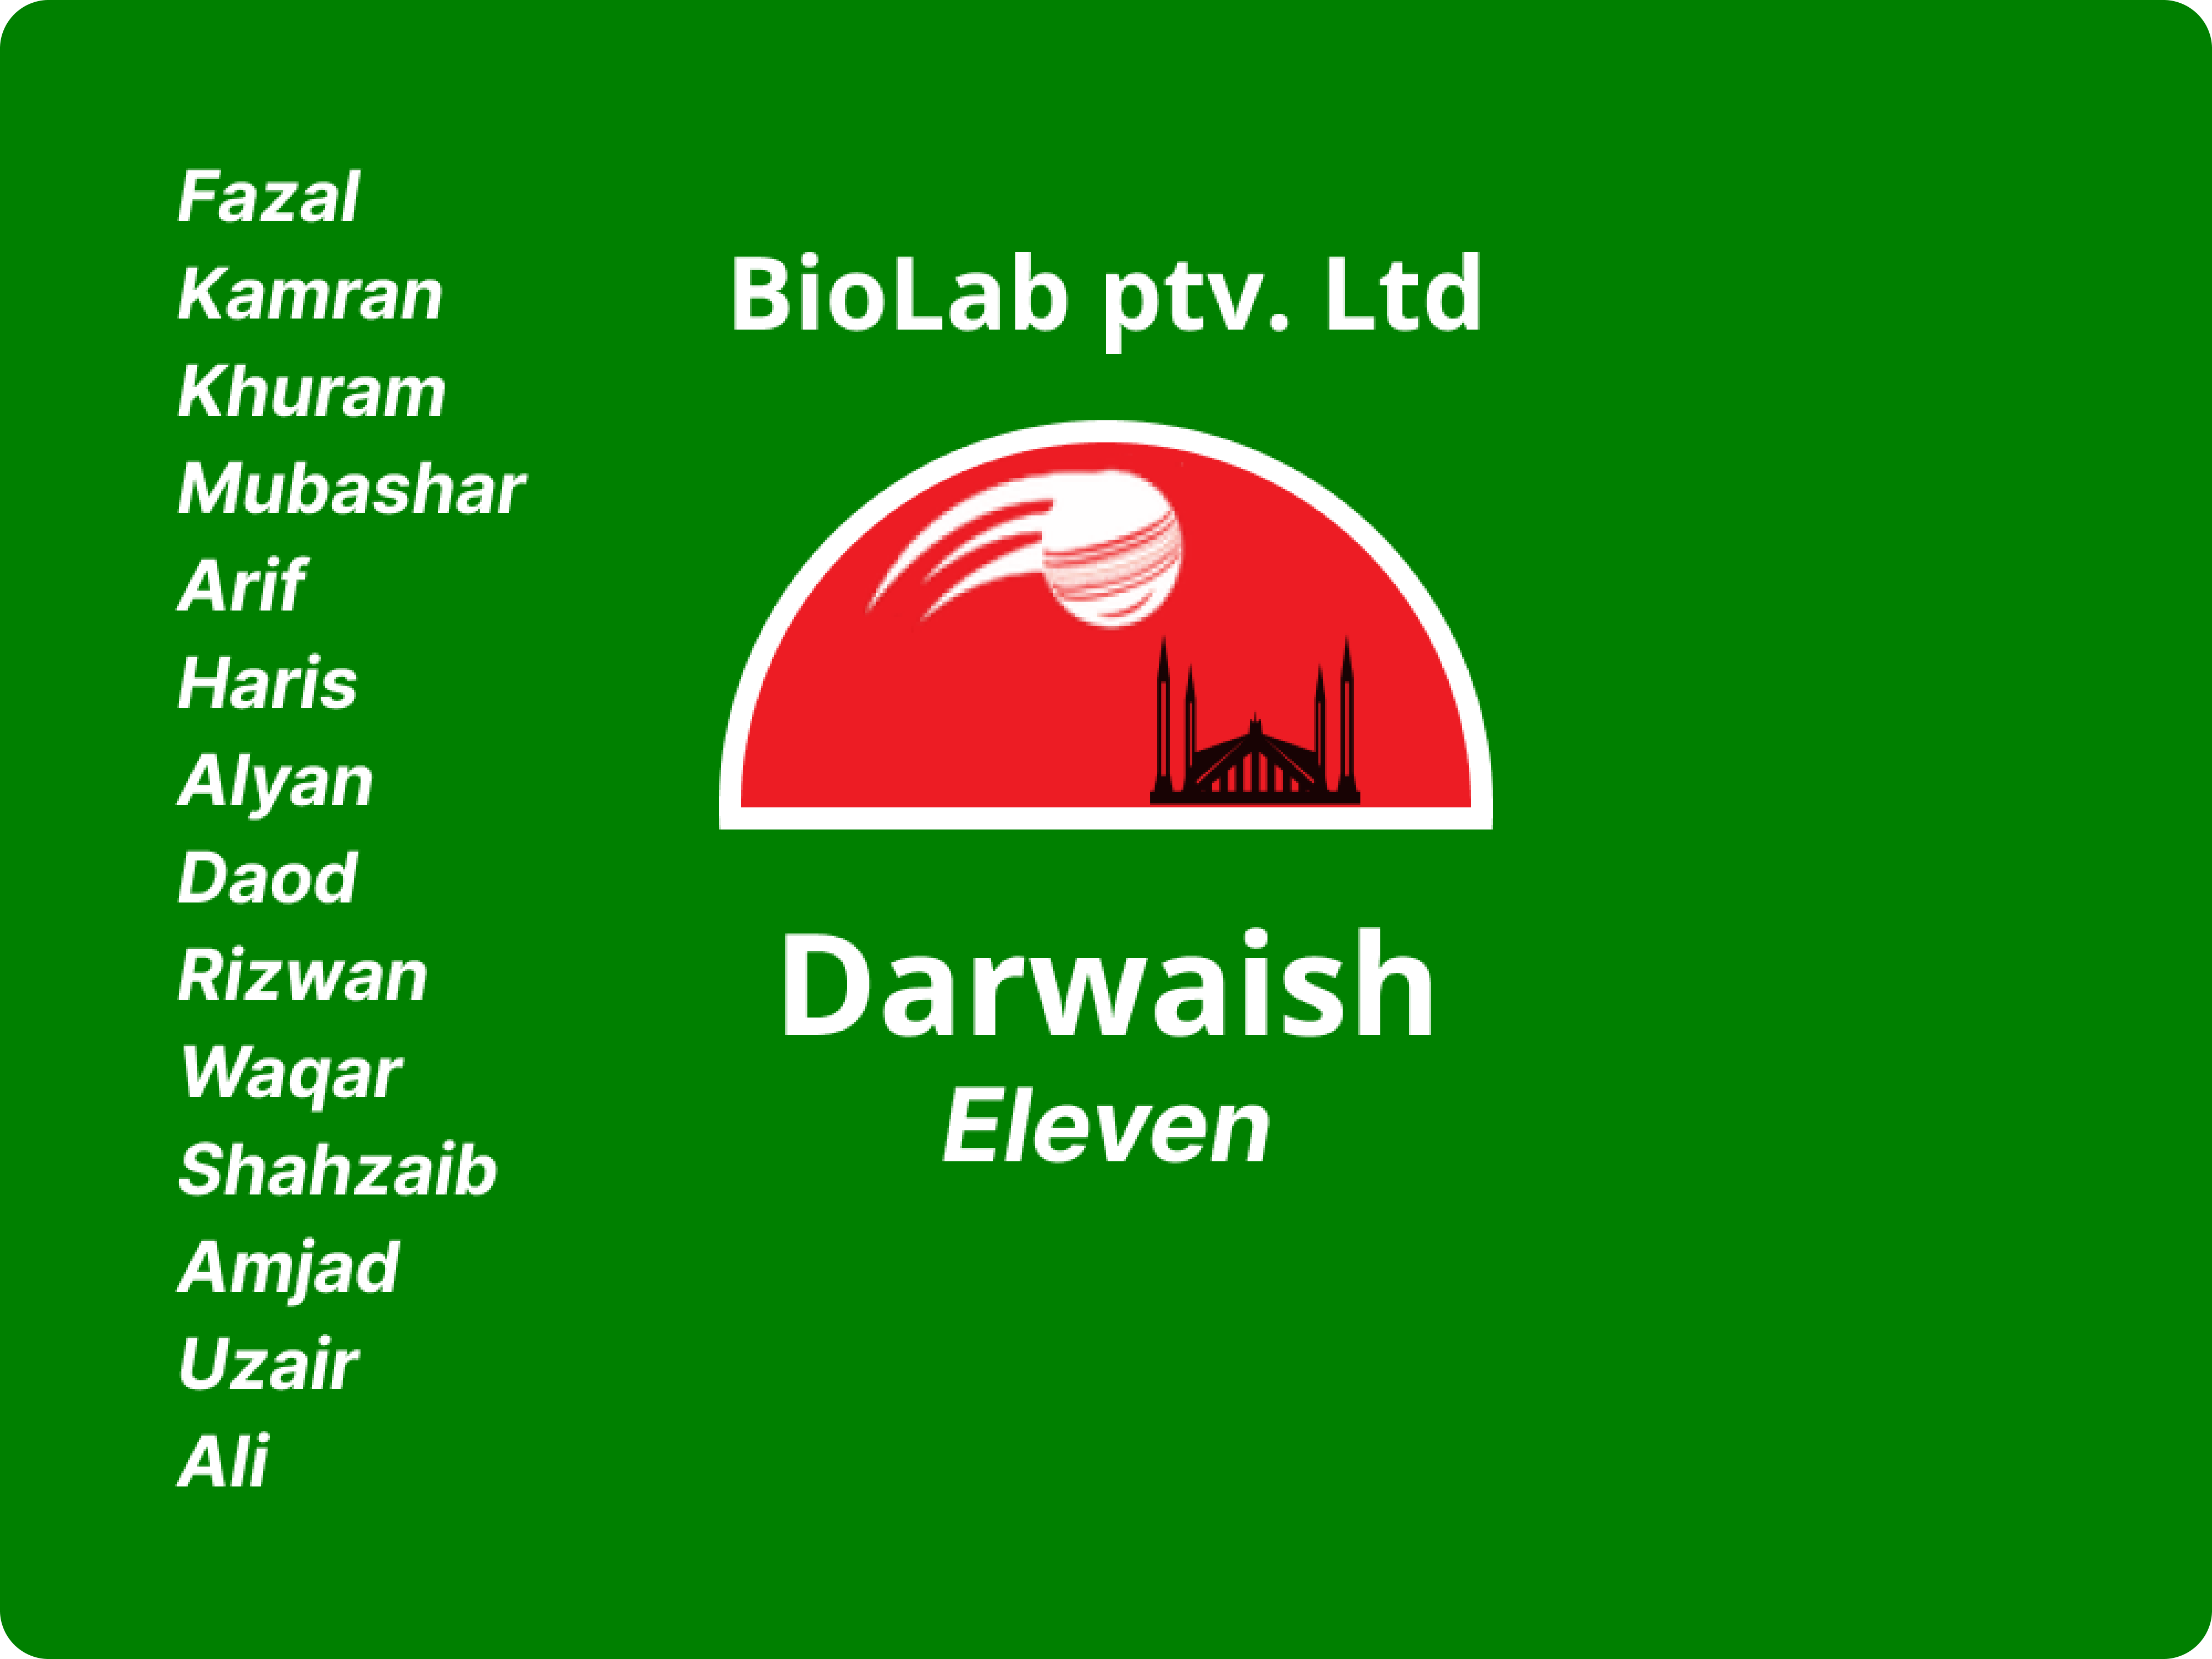 Fazal
Kamran
Khuram
Mubashar
Arif
Haris
Alyan
Daod
Rizwan
Waqar
Shahzaib
Amjad
Uzair
Ali
BioLab ptv. Ltd
Darwaish
Eleven